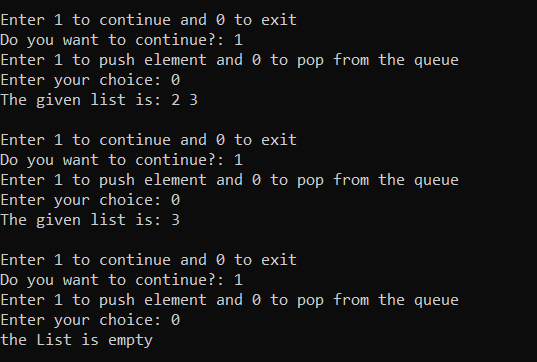 Enter 1 to continue and 0 to exit
Do you want to continue?: 1
Enter 1 to push element and 0 to pop from the queue
Enter your choice: 0
The given list is: 2 3
Enter 1 to continue and 0 to exit
Do you want to continue?: 1
Enter 1 to push element and 0 to pop from the queue
Enter your choice: 0
The given list is: 3
Enter 1 to continue and 0 to exit
Do you want to continue?: 1
Enter 1 to push element and 0 to pop from the queue
Enter your choice: 0
the List is empty